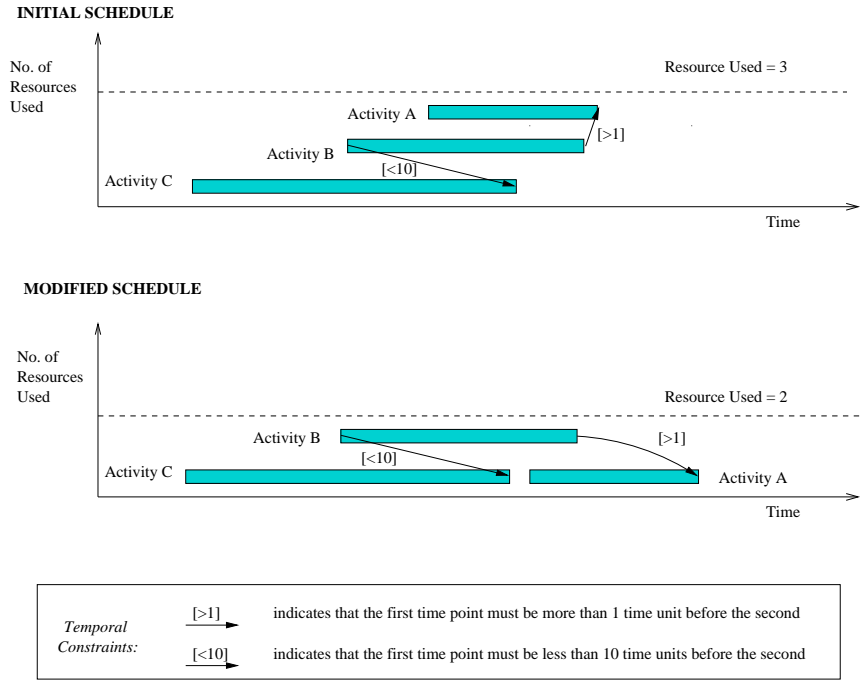 INITIAL SCHEDULE
No. of
Resources
Used
Resource Used = 3
Activity A
[>1]
Activity B
[<10]
Activity C
Time
MODIFIED SCHEDULE
No. of
Resources
Used
Resource Used = 2
Activity B
[>1]
[<10]
Activity C
Activity A
Time
Temporal
Constraints:
[>1] indicates that the first time point must be more than 1 time unit before the second
[<10] indicates that the first time point must be less than 10 time units before the second